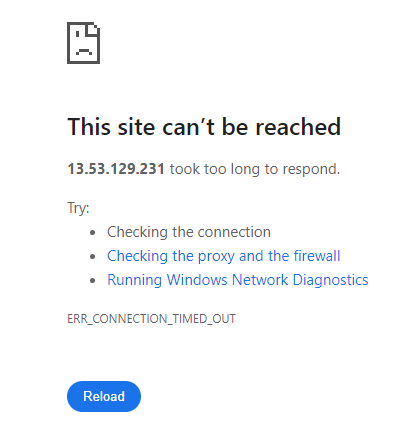 This site can’t be reached
13.53.129.231 took too long to respond.
Try:
• Checking the connection
• Checking the proxy and the firewall
• Running Windows Network Diagnostics
ERR_CONNECTION_TIMED_OUT
Reload